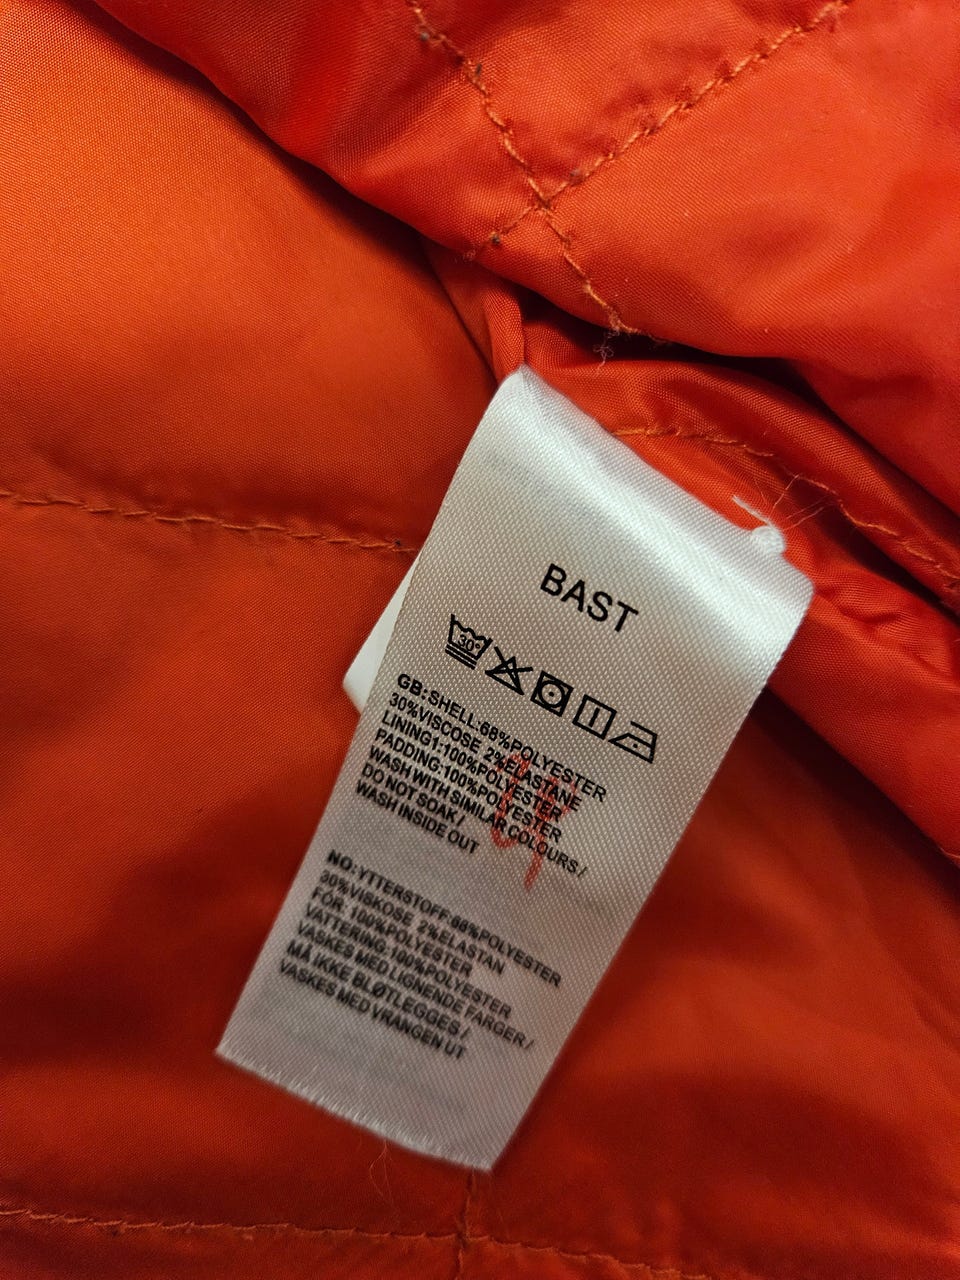 BAST
30°
GB:SHELL:68%POLYESTER
30%VISCOSE 2%ELASTANE
LINING1:100%POLYESTER
PADDING:100%POLYESTER
WASH WITH SIMILAR COLOURS/
DO NOT SOAK/
WASH INSIDE OUT
NO:YTTERSTOFF:68%POLYESTER
30%VISKOSE 2%ELASTAN
FÓR: 100%POLYESTER
VATTERING:100%POLYESTER
VASKES MED LIGNENDE FARGER/
MÅ IKKE BLØTLEGGES/
VASKES MED VRANGEN UT